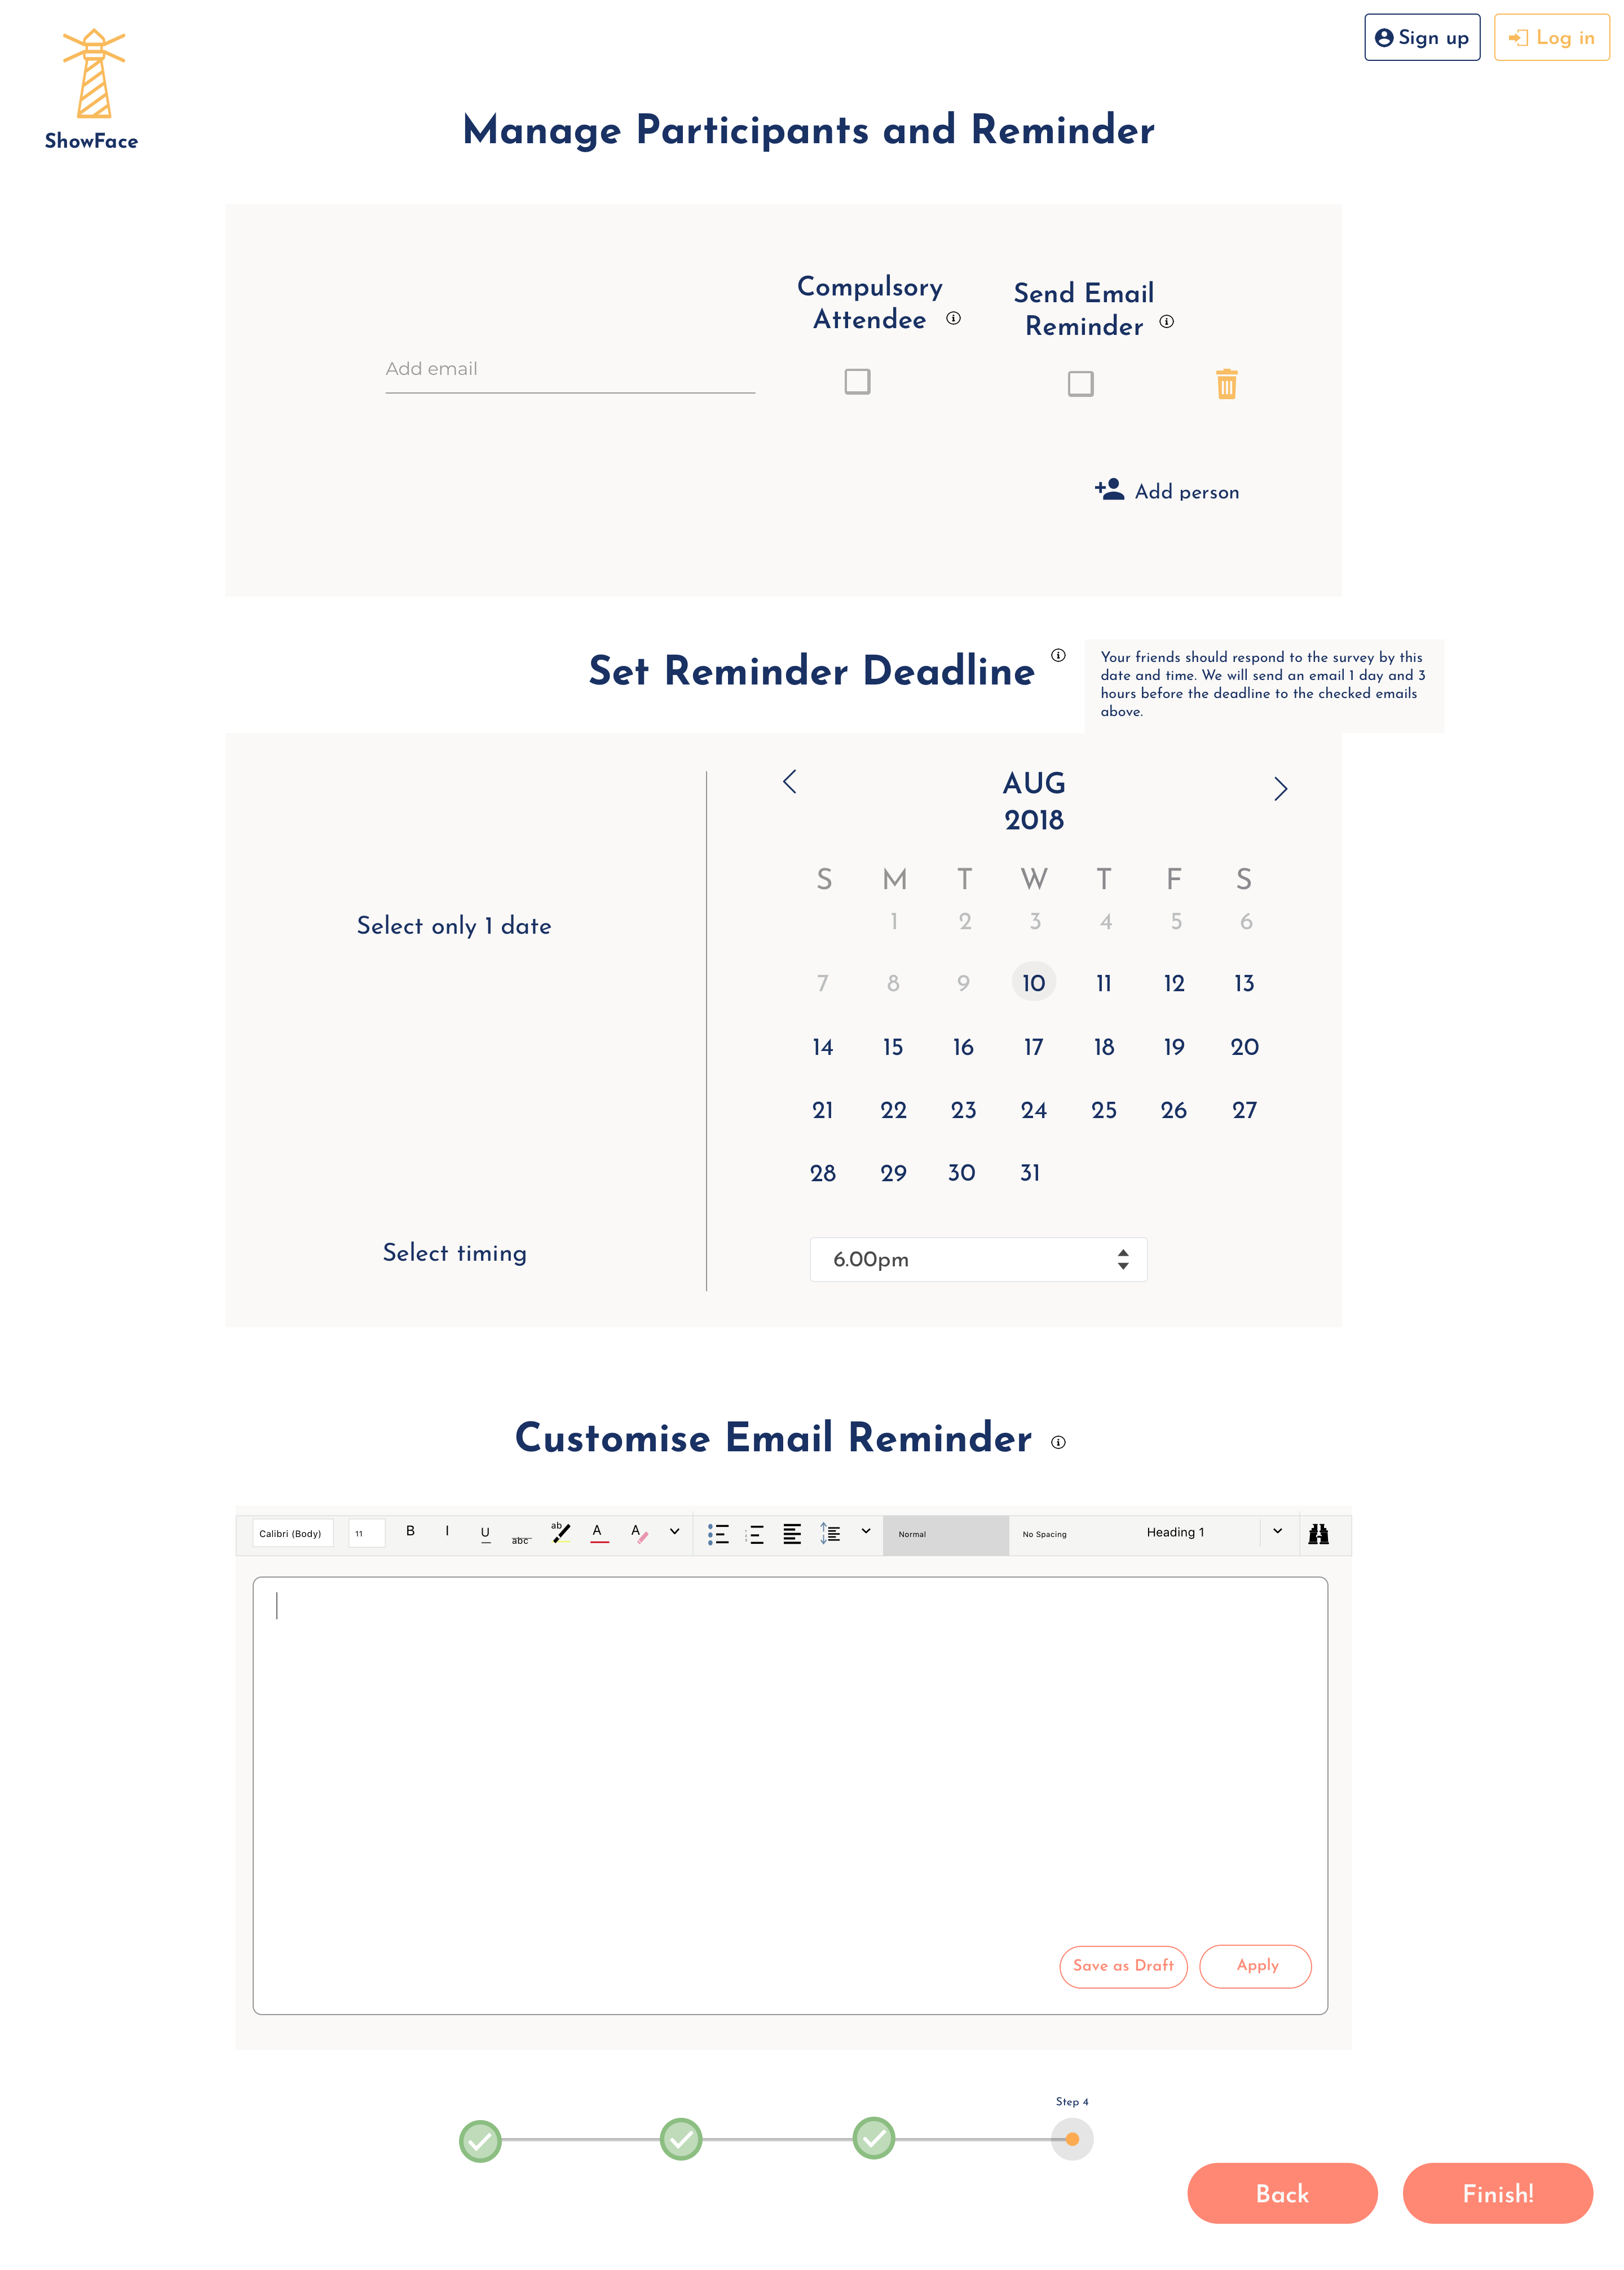 Sign up
Log in
ShowFace
Manage Participants and Reminder
Compulsory
Attendee
Send Email
Reminder
Add email
Add person
Set Reminder Deadline
Your friends should respond to the survey by this
date and time. We will send an email 1 day and 3
hours before the deadline to the checked emails
above.
AUG
2018
S M T W T F S
1 2 3 4 5 6
Select only 1 date
7 8 9 10 11 12 13
14 15 16 17 18 19 20
21 22 23 24 25 26 27
28 29 30 31
Select timing
6.00pm
Customise Email Reminder
Calibri (Body) 11 B I U abc ab A A Normal No Spacing Heading 1
Save as Draft
Apply
Step 4
Back
Finish!